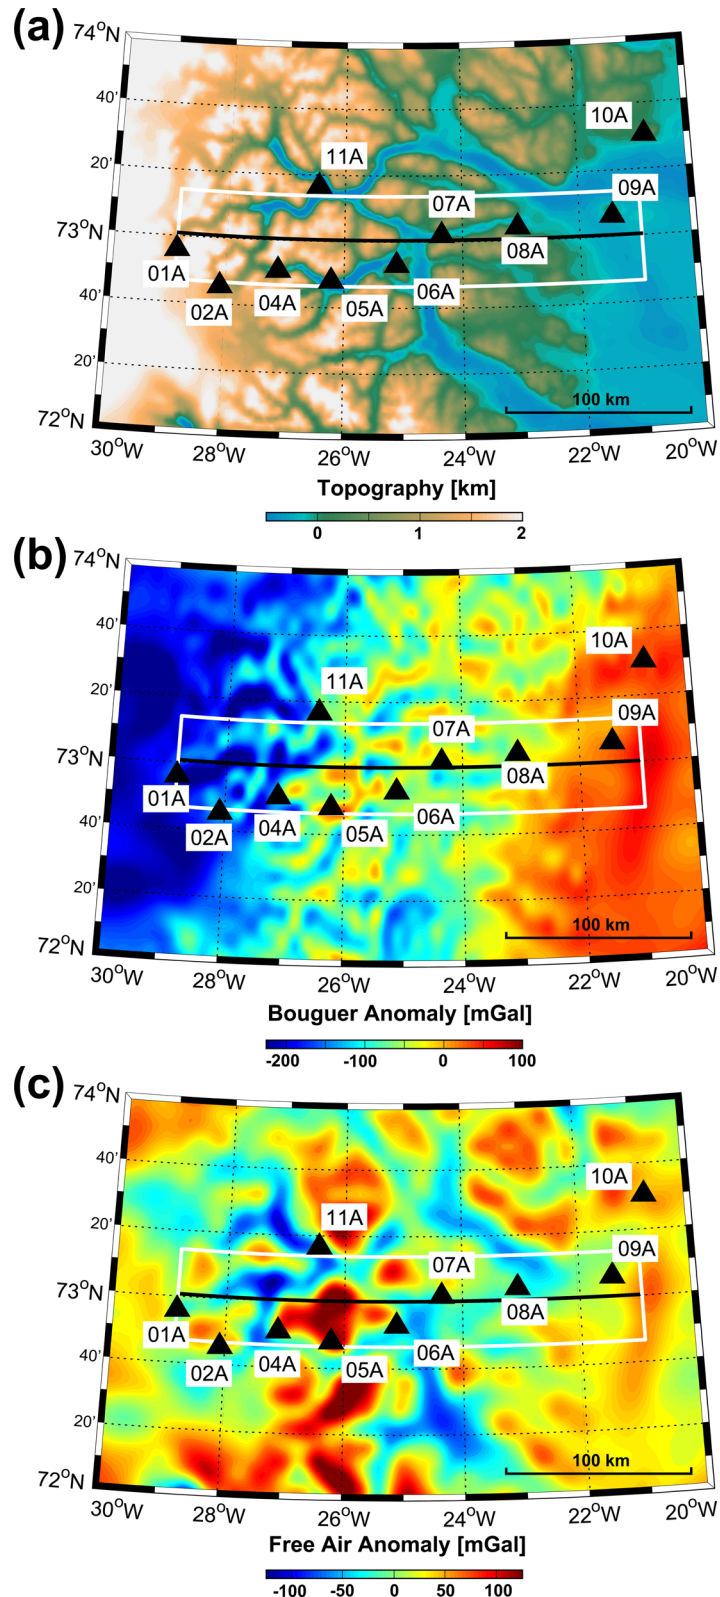 (a)
74°N
40'
20'
73°N
40'
20'
72°N
10A
11A
09A
07A
08A
01A
02A
04A
05A
06A
100 km
30°W 28°W 26°W 24°W 22°W 20°W
Topography [km]
0 1 2
(b)
74°N
40'
20'
73°N
40'
20'
72°N
10A
11A
09A
07A
08A
01A
02A
04A
05A
06A
100 km
30°W 28°W 26°W 24°W 22°W 20°W
Bouguer Anomaly [mGal]
-200 -100 0 100
(c)
74°N
40'
20'
73°N
40'
20'
72°N
10A
11A
09A
07A
08A
01A
02A
04A
05A
06A
100 km
30°W 28°W 26°W 24°W 22°W 20°W
Free Air Anomaly [mGal]
-100 -50 0 50 100